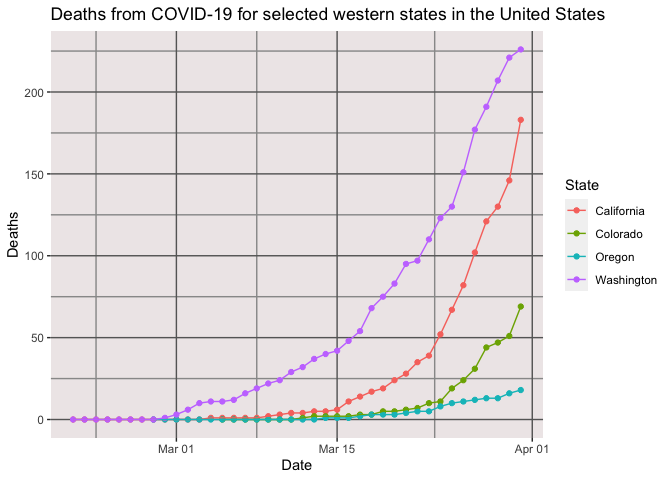 Deaths from COVID-19 for selected western states in the United States
200
150
100
50
0
Deaths
Mar 01
Mar 15
Apr 01
Date
State
California
Colorado
Oregon
Washington